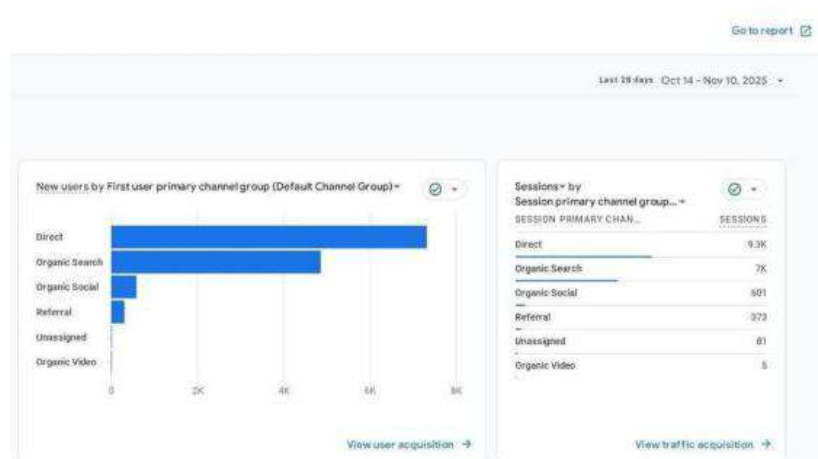 Go to report
Last 28 days Oct 14 - Nov 10, 2025
New users by First user primary channel group (Default Channel Group)
Direct
Organic Search
Organic Social
Referral
Unassigned
Organic Video
0 2K 4K 6K 8K
View user acquisition →
Sessions by
Session primary channel group...
SESSION PRIMARY CHAN... SESSIONS
Direct 9.3K
Organic Search 7K
Organic Social 601
Referral 373
Unassigned 81
Organic Video 5
View traffic acquisition →